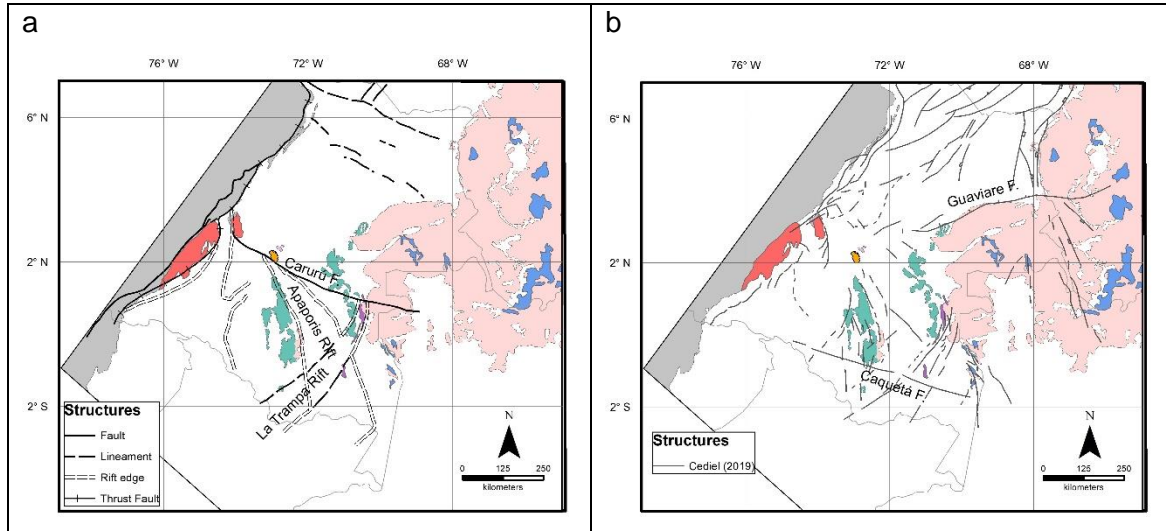 a
76° W
72° W
68° W
6° N
2° N
2° S
Carurú F.
Apaporis Rift
La Trampa Rift
Structures
Fault
Lineament
Rift edge
Thrust Fault
N
0 125 250
kilometers
b
76° W
72° W
68° W
6° N
2° N
2° S
Guaviare F.
Caquetá F.
Structures
Cediel (2019)
N
0 125 250
kilometers